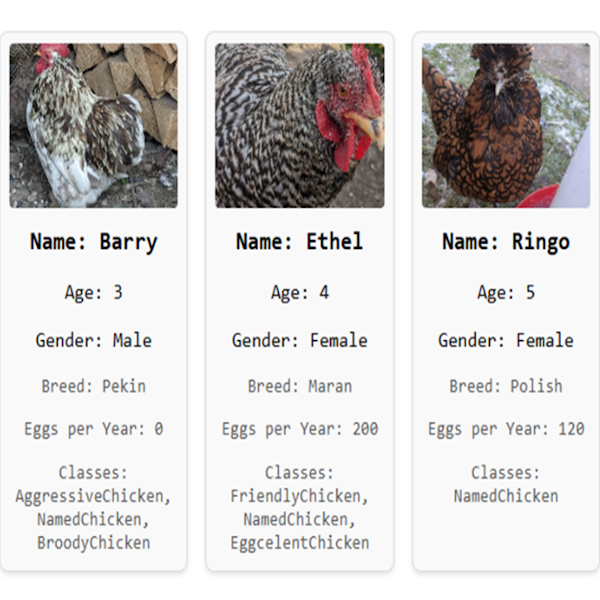 Name: Barry
Age: 3
Gender: Male
Breed: Pekin
Eggs per Year: 0
Classes:
AggressiveChicken,
NamedChicken,
BroodyChicken
Name: Ethel
Age: 4
Gender: Female
Breed: Maran
Eggs per Year: 200
Classes:
FriendlyChicken,
NamedChicken,
EggcelentChicken
Name: Ringo
Age: 5
Gender: Female
Breed: Polish
Eggs per Year: 120
Classes:
NamedChicken